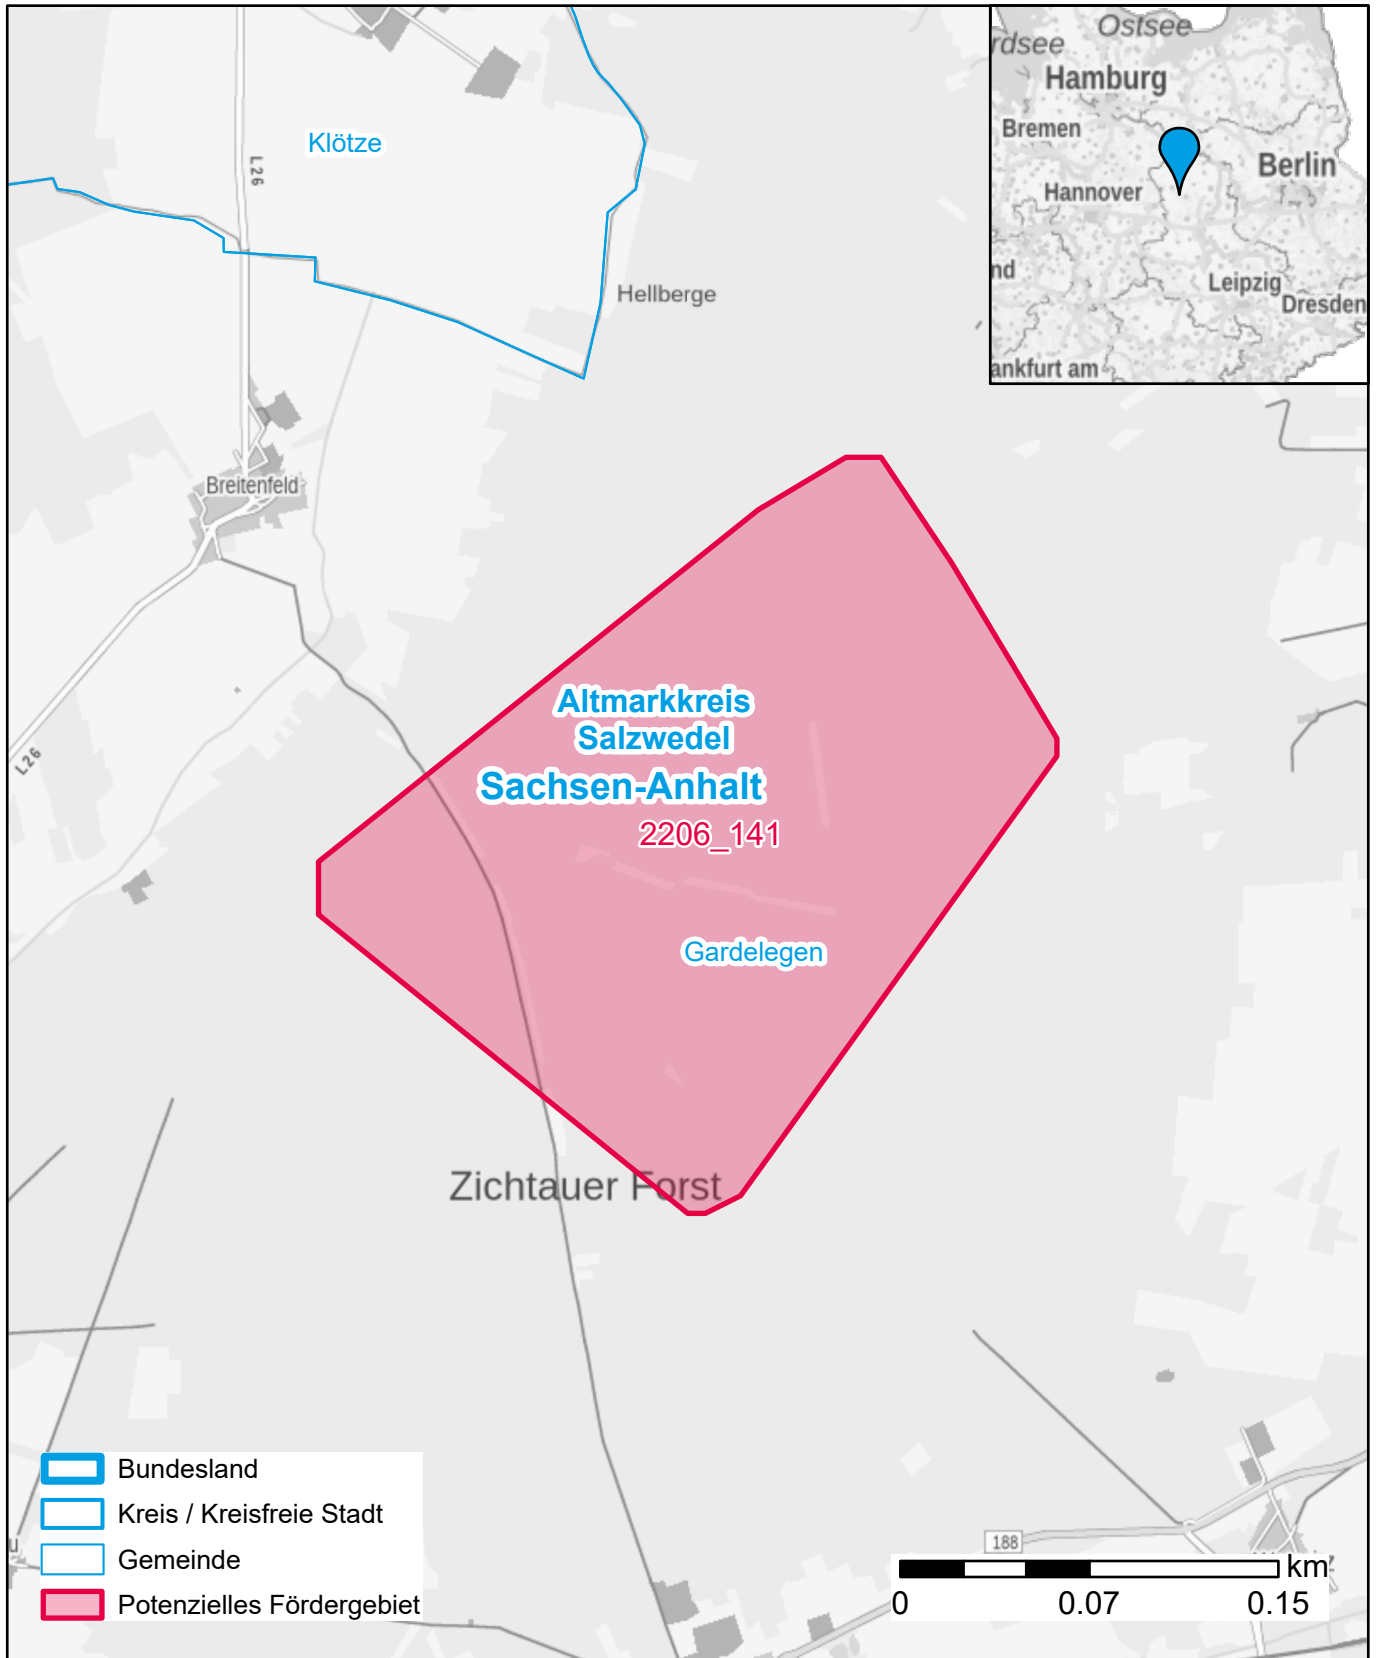 Ostsee
rdsee
Hamburg
Bremen
Berlin
Hannover
nd
Leipzig
Dresden
ankfurt am
Klötze
L26
Hellberge
Breitenfeld
L26
Altmarkkreis
Salzwedel
Sachsen-Anhalt
2206_141
Gardelegen
Zichtauer Forst
Bundesland
Kreis / Kreisfreie Stadt
Gemeinde
Potenzielles Fördergebiet
u
188
km
0 0.07 0.15